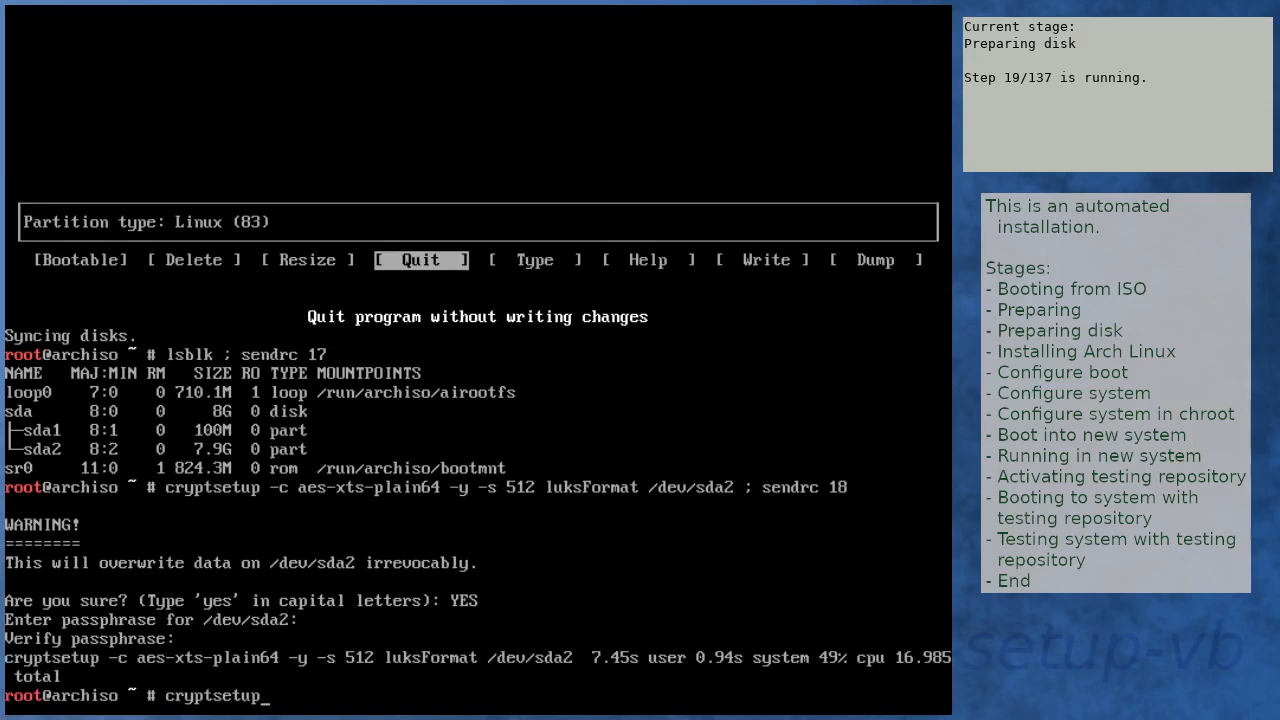 Partition type: Linux (83)
[Bootable] [ Delete ] [ Resize ] [ Quit ] [ Type ] [ Help ] [ Write ] [ Dump ]
Quit program without writing changes
Syncing disks.
root@archiso ~ # lsblk ; sendrc 17
NAME MAJ:MIN RM SIZE RO TYPE MOUNTPOINTS
loop0 7:0 0 710.1M 1 loop /run/archiso/airootfs
sda 8:0 0 8G 0 disk
├─sda1 8:1 0 100M 0 part
└─sda2 8:2 0 7.9G 0 part
sr0 11:0 1 824.3M 0 rom /run/archiso/bootmnt
root@archiso ~ # cryptsetup -c aes-xts-plain64 -y -s 512 luksFormat /dev/sda2 ; sendrc 18
WARNING!
========
This will overwrite data on /dev/sda2 irrevocably.
Are you sure? (Type 'yes' in capital letters): YES
Enter passphrase for /dev/sda2:
Verify passphrase:
cryptsetup -c aes-xts-plain64 -y -s 512 luksFormat /dev/sda2 7.45s user 0.94s system 49% cpu 16.985
total
root@archiso ~ # cryptsetup_
Current stage:
Preparing disk
Step 19/137 is running.
This is an automated
installation.
Stages:
- Booting from ISO
- Preparing
- Preparing disk
- Installing Arch Linux
- Configure boot
- Configure system
- Configure system in chroot
- Boot into new system
- Running in new system
- Activating testing repository
- Booting to system with
testing repository
- Testing system with testing
repository
- End
setup-vb